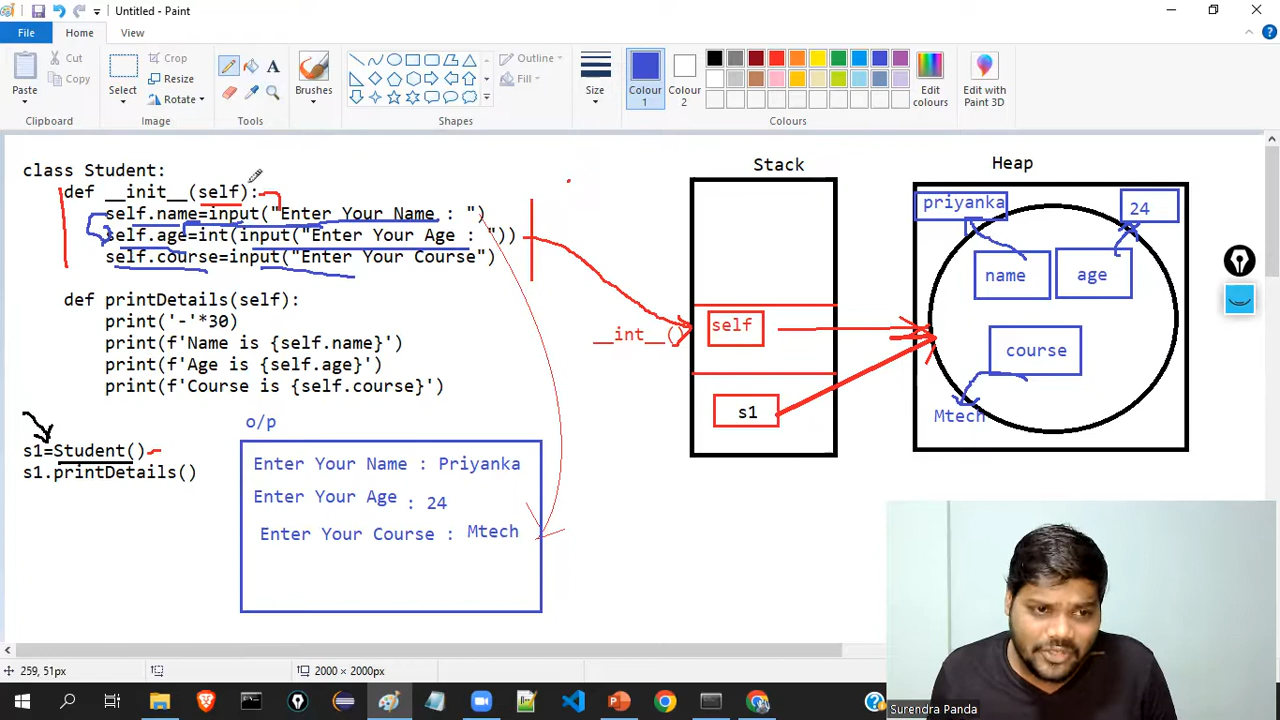 Untitled - Paint
File
Home
View
Paste
Cut
Copy
Clipboard
Select
Crop
Resize
Rotate
Image
Tools
Brushes
Outline
Fill
Shapes
Size
Colour 1
Colour 2
Edit colours
Colours
Edit with Paint 3D
class Student:
def __init__(self):
self.name=input("Enter Your Name : ")
self.age=int(input("Enter Your Age : "))
self.course=input("Enter Your Course")
def printDetails(self):
print('-'*30)
print(f'Name is {self.name}')
print(f'Age is {self.age}')
print(f'Course is {self.course}')
s1=Student()
s1.printDetails()
o/p
Enter Your Name : Priyanka
Enter Your Age : 24
Enter Your Course : Mtech
Stack
__int__()
self
s1
Heap
priyanka
24
name
age
course
Mtech
259, 51px
2000 × 2000px
Surendra Panda